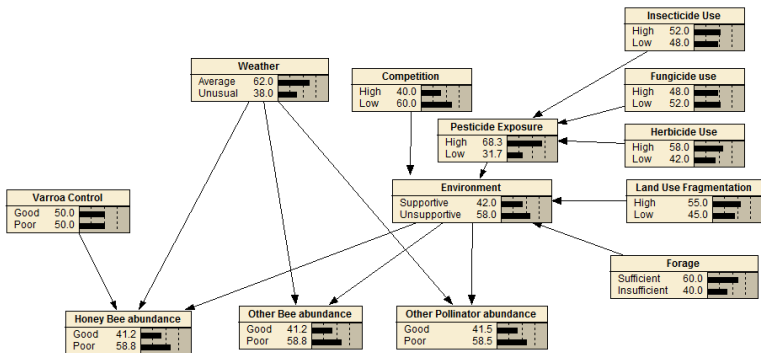 Insecticide Use
High 52.0
Low 48.0
Weather
Average 62.0
Unusual 38.0
Competition
High 40.0
Low 60.0
Fungicide use
High 48.0
Low 52.0
Pesticide Exposure
High 68.3
Low 31.7
Herbicide Use
High 58.0
Low 42.0
Varroa Control
Good 50.0
Poor 50.0
Environment
Supportive 42.0
Unsupportive 58.0
Land Use Fragmentation
High 55.0
Low 45.0
Forage
Sufficient 60.0
Insufficient 40.0
Honey Bee abundance
Good 41.2
Poor 58.8
Other Bee abundance
Good 41.2
Poor 58.8
Other Pollinator abundance
Good 41.5
Poor 58.5